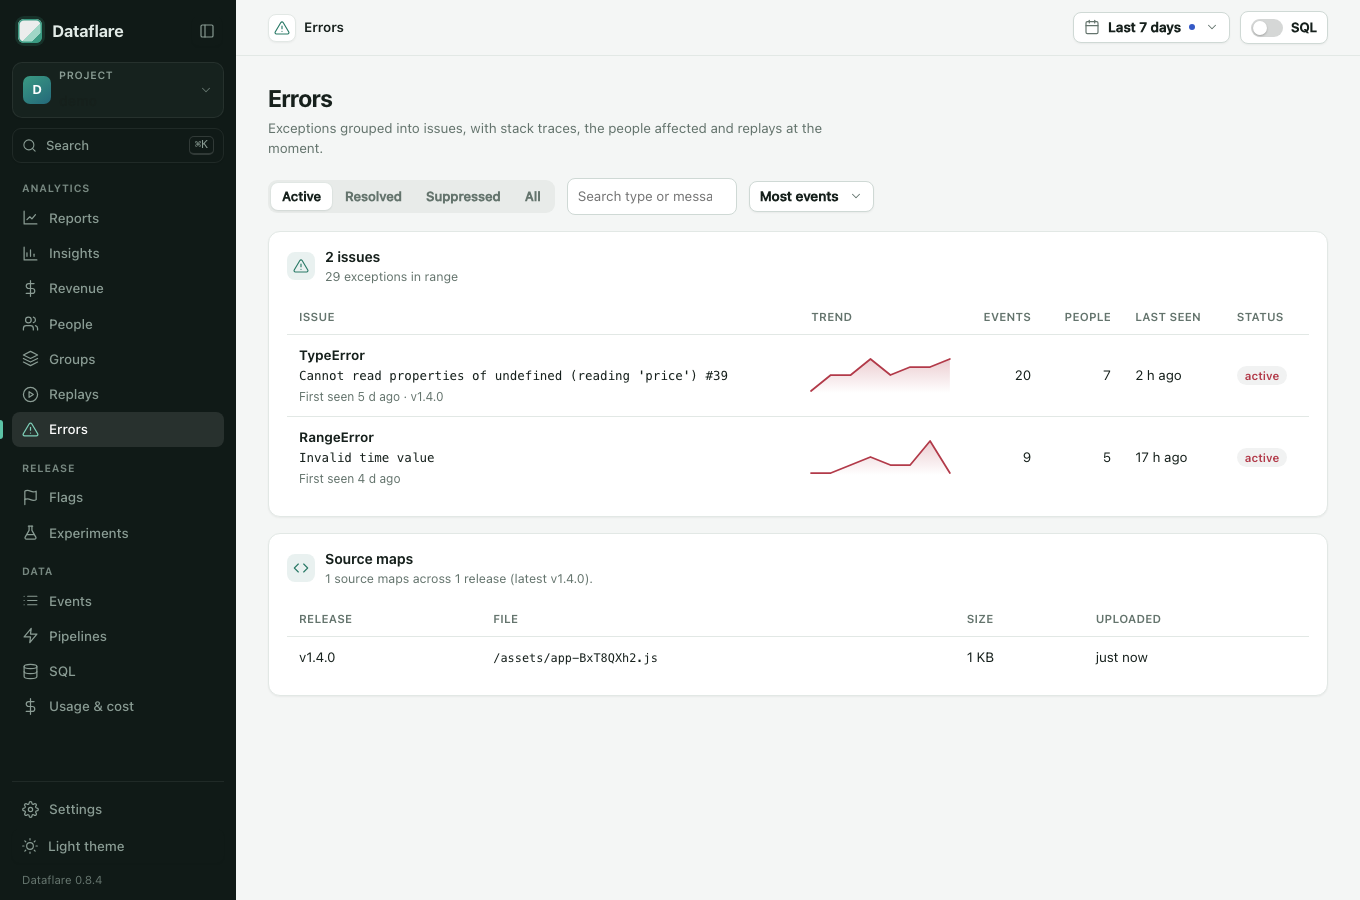 Dataflare
PROJECT
D
Search ⌘K
ANALYTICS
Reports
Insights
Revenue
People
Groups
Replays
Errors
RELEASE
Flags
Experiments
DATA
Events
Pipelines
SQL
Usage & cost
Settings
Light theme
Dataflare 0.8.4
Errors
Last 7 days
SQL
Errors
Exceptions grouped into issues, with stack traces, the people affected and replays at the
moment.
Active Resolved Suppressed All Search type or messa Most events
2 issues
29 exceptions in range
ISSUE TREND EVENTS PEOPLE LAST SEEN STATUS
TypeError
Cannot read properties of undefined (reading 'price') #39 20 7 2 h ago active
First seen 5 d ago · v1.4.0
RangeError
Invalid time value 9 5 17 h ago active
First seen 4 d ago
Source maps
1 source maps across 1 release (latest v1.4.0).
RELEASE FILE SIZE UPLOADED
v1.4.0 /assets/app-BxT8QXh2.js 1 KB just now